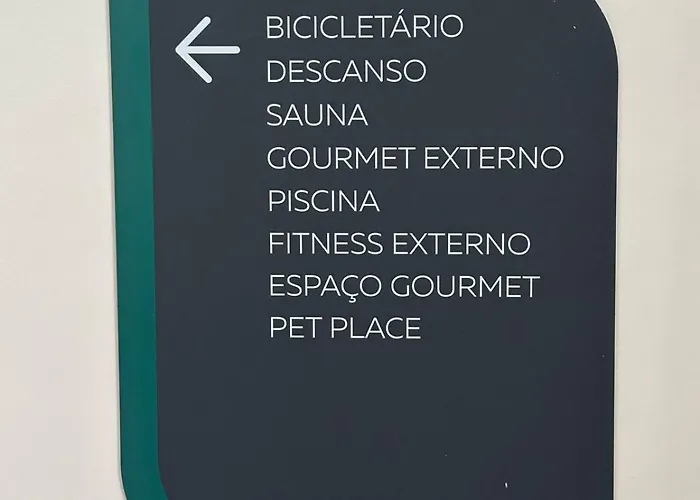 BICICLETÁRIO
DESCANSO
SAUNA
GOURMET EXTERNO
PISCINA
FITNESS EXTERNO
ESPAÇO GOURMET
PET PLACE